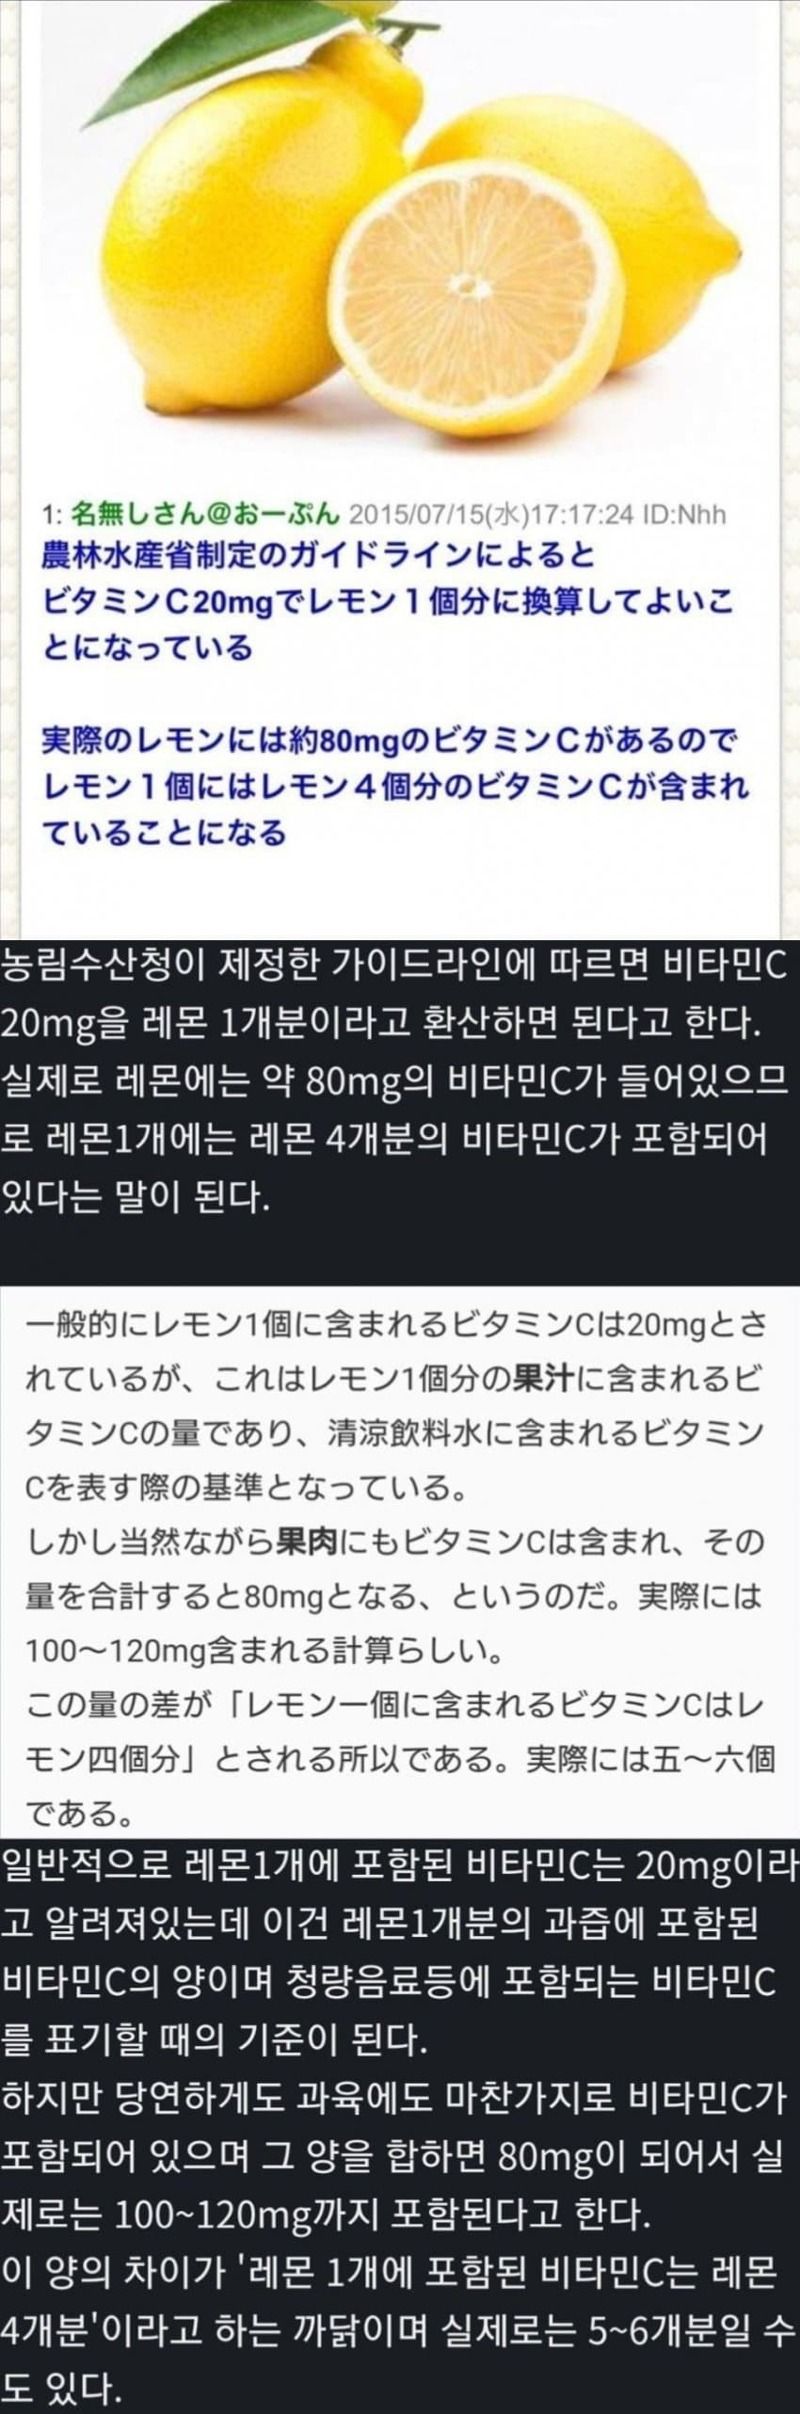 1: 名無しさん@おーぷん 2015/07/15(水)17:17:24 ID:Nhh
農林水産省制定のガイドラインによると
ビタミンC20mgでレモン１個分に換算してよいこ
とになっている
実際のレモンには約80mgのビタミンCがあるので
レモン１個にはレモン４個分のビタミンCが含まれ
ていることになる
농림수산청이 제정한 가이드라인에 따르면 비타민C
20mg을 레몬 1개분이라고 환산하면 된다고 한다.
실제로 레몬에는 약 80mg의 비타민C가 들어있으므
로 레몬1개에는 레몬 4개분의 비타민C가 포함되어
있다는 말이 된다.
一般的にレモン1個に含まれるビタミンCは20mgとさ
れているが、これはレモン1個分の果汁に含まれるビ
タミンCの量であり、清涼飲料水に含まれるビタミン
Cを表す際の基準となっている。
しかし当然ながら果肉にもビタミンCは含まれ、その
量を合計すると80mgとなる、というのだ。実際には
100〜120mg含まれる計算らしい。
この量の差が「レモン一個に含まれるビタミンCはレ
モン四個分」とされる所以である。実際には五〜六個
である。
일반적으로 레몬1개에 포함된 비타민C는 20mg이라
고 알려져있는데 이건 레몬1개분의 과즙에 포함된
비타민C의 양이며 청량음료등에 포함되는 비타민C
를 표기할 때의 기준이 된다.
하지만 당연하게도 과육에도 마찬가지로 비타민C가
포함되어 있으며 그 양을 합하면 80mg이 되어서 실
제로는 100~120mg까지 포함된다고 한다.
이 양의 차이가 '레몬 1개에 포함된 비타민C는 레몬
4개분'이라고 하는 까닭이며 실제로는 5~6개분일 수
도 있다.